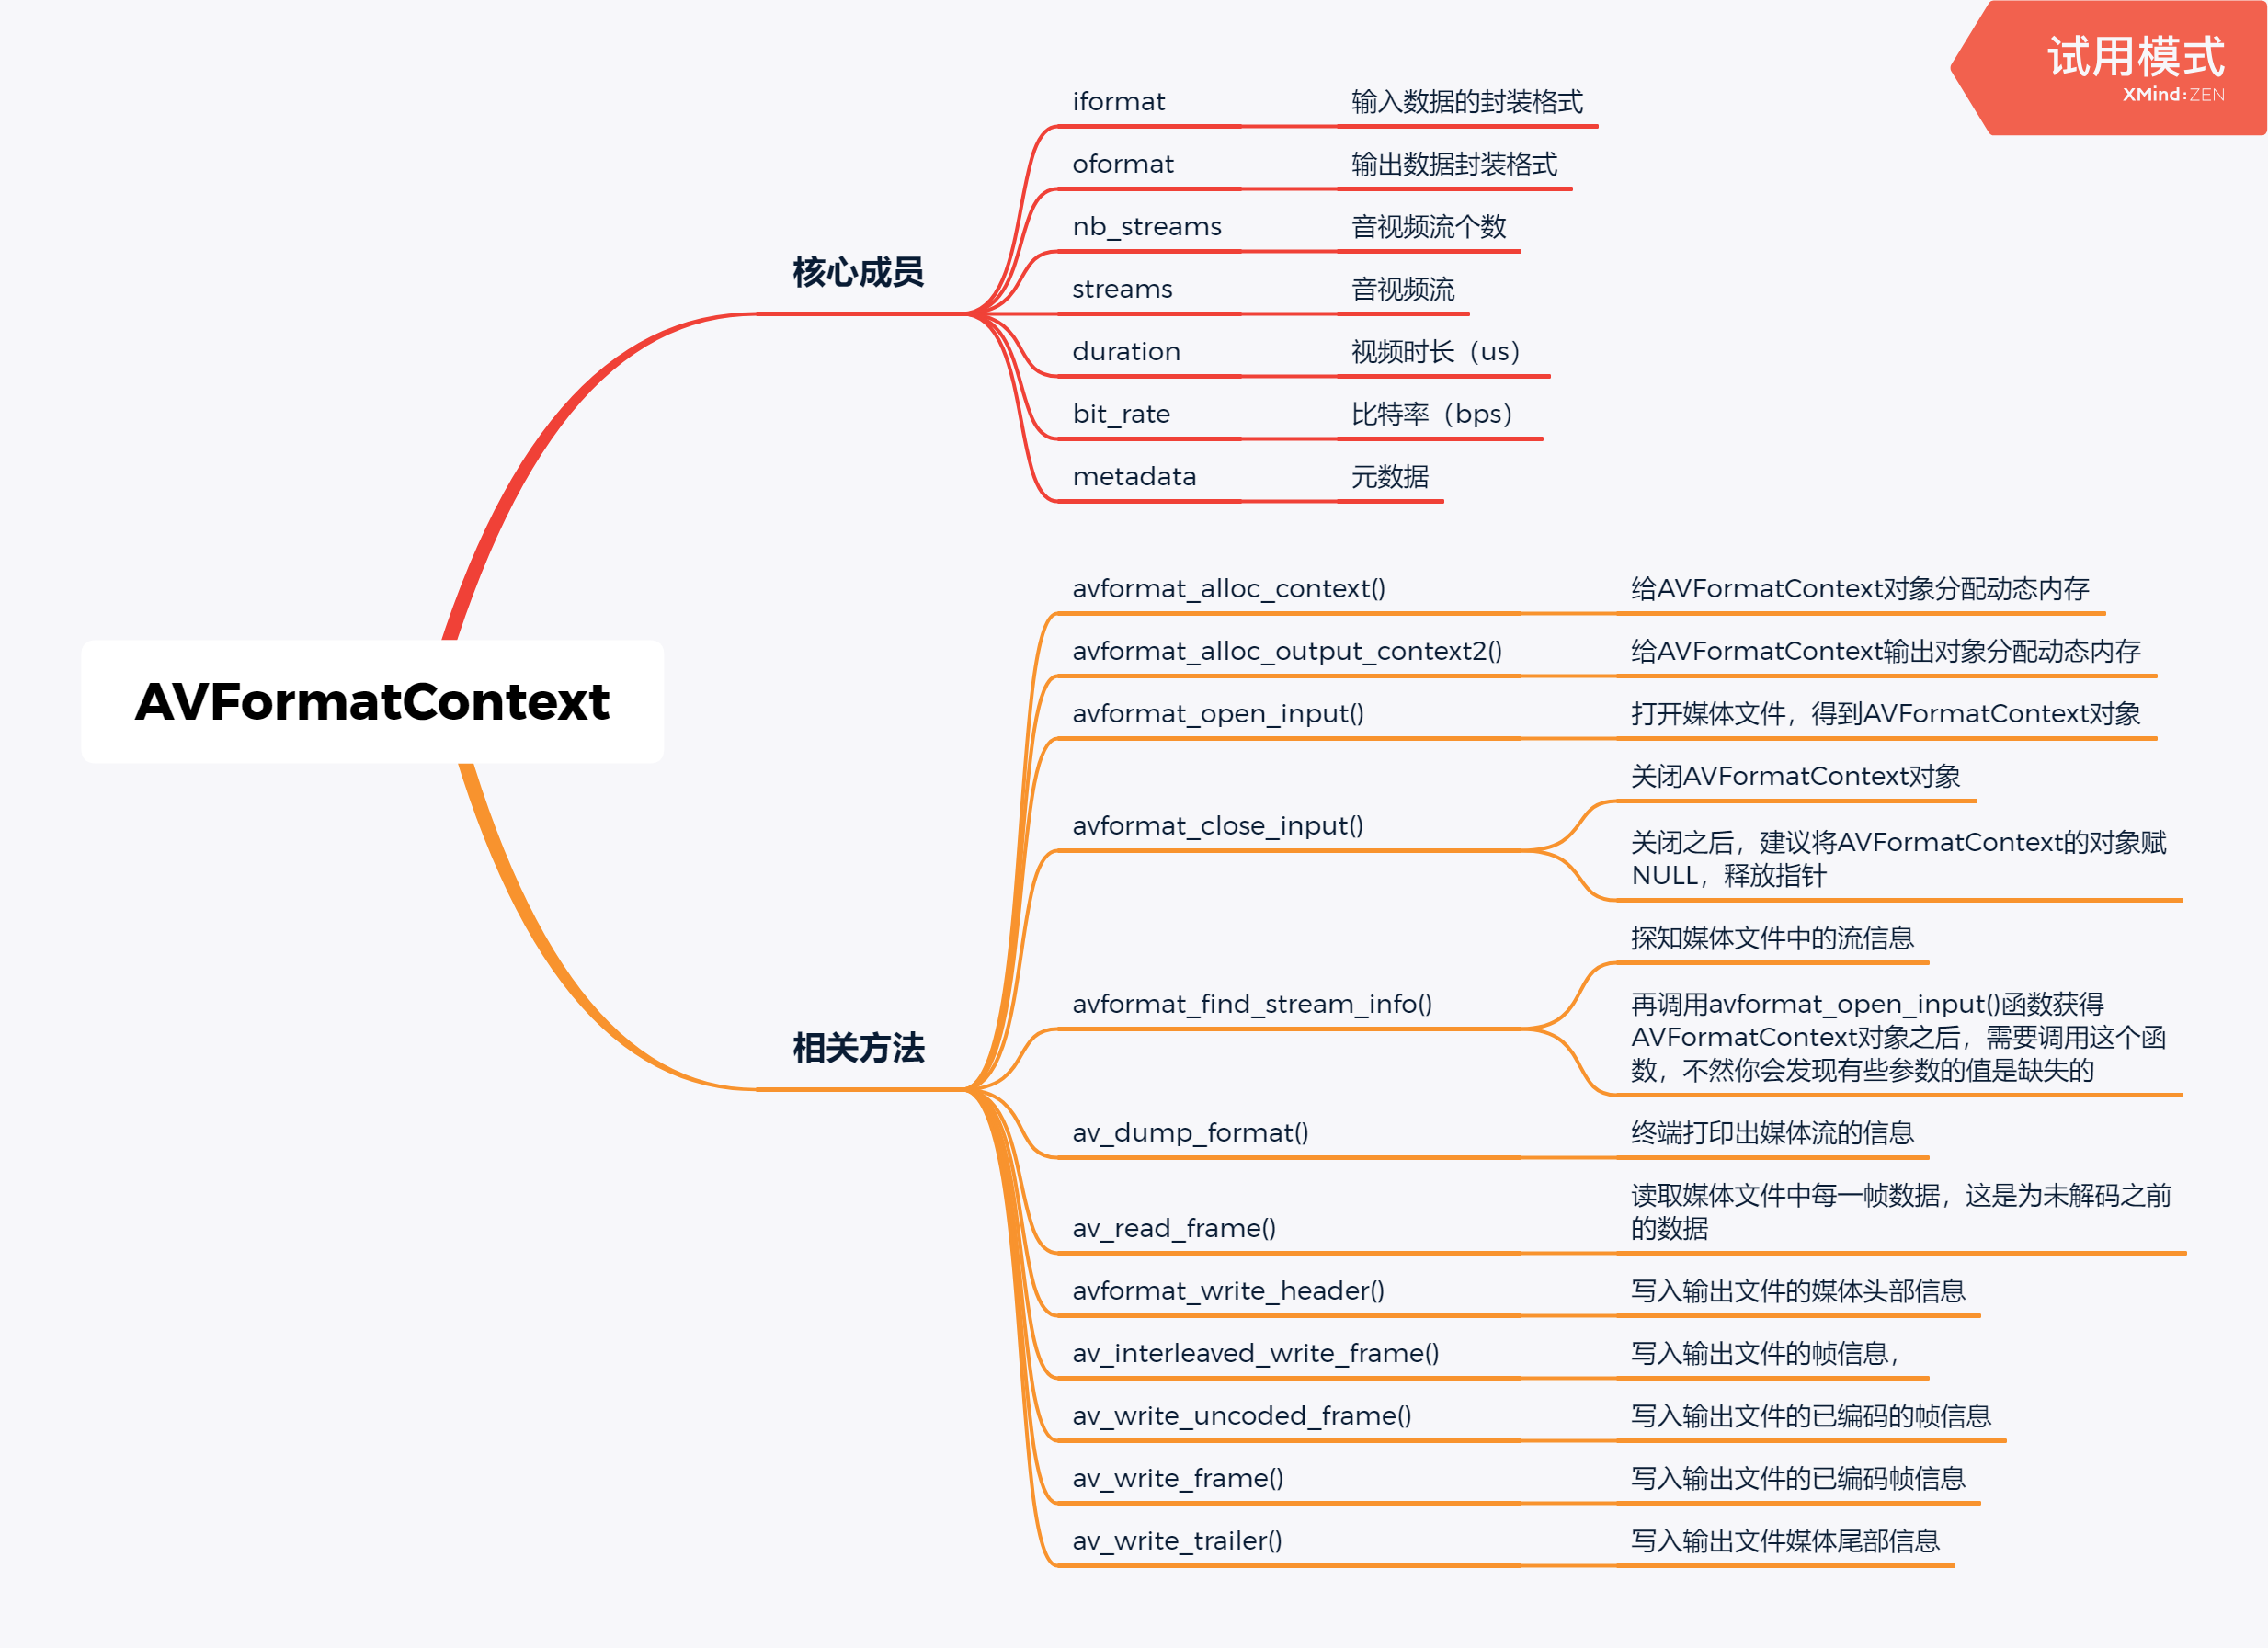 试用模式
XMind:ZEN
AVFormatContext
核心成员
iformat
输入数据的封装格式
oformat
输出数据封装格式
nb_streams
音视频流个数
streams
音视频流
duration
视频时长（us）
bit_rate
比特率（bps）
metadata
元数据
相关方法
avformat_alloc_context()
给AVFormatContext对象分配动态内存
avformat_alloc_output_context2()
给AVFormatContext输出对象分配动态内存
avformat_open_input()
打开媒体文件，得到AVFormatContext对象
avformat_close_input()
关闭AVFormatContext对象
关闭之后，建议将AVFormatContext的对象赋
NULL，释放指针
avformat_find_stream_info()
探知媒体文件中的流信息
再调用avformat_open_input()函数获得
AVFormatContext对象之后，需要调用这个函
数，不然你会发现有些参数的值是缺失的
av_dump_format()
终端打印出媒体流的信息
av_read_frame()
读取媒体文件中每一帧数据，这是为未解码之前
的数据
avformat_write_header()
写入输出文件的媒体头部信息
av_interleaved_write_frame()
写入输出文件的帧信息，
av_write_uncoded_frame()
写入输出文件的已编码的帧信息
av_write_frame()
写入输出文件的已编码帧信息
av_write_trailer()
写入输出文件媒体尾部信息